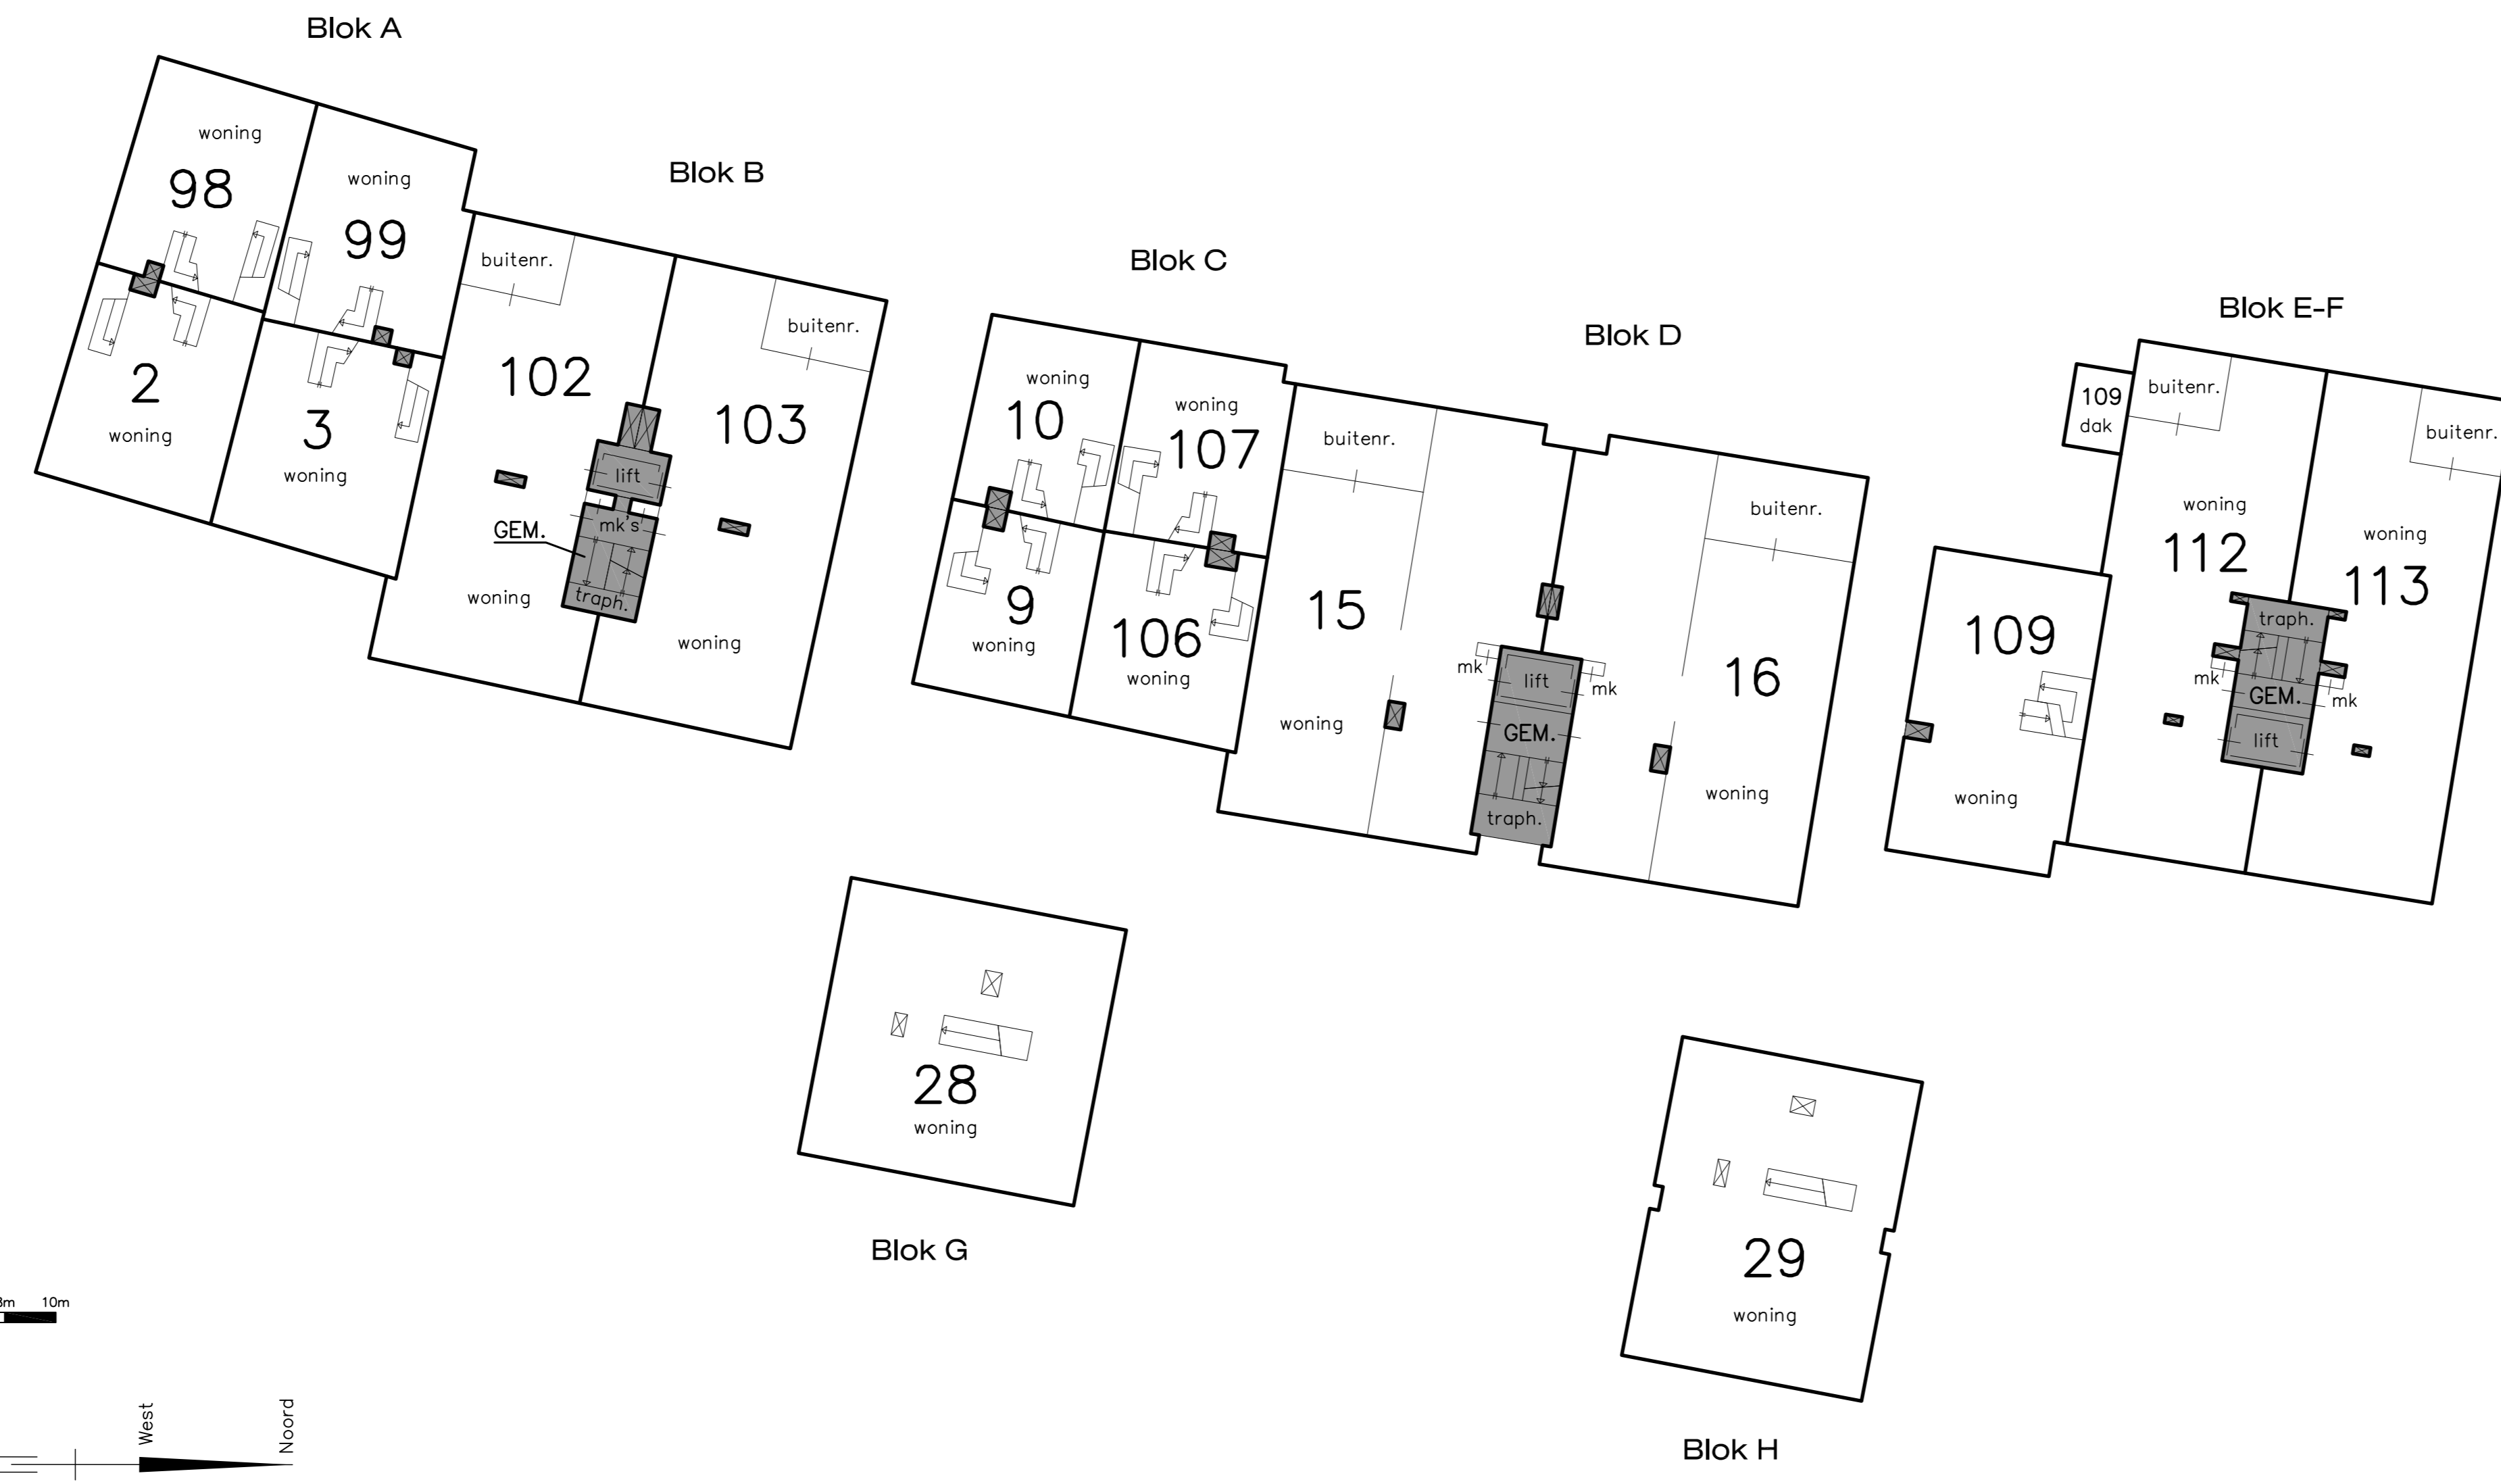 Blok A
woning
98
woning
99
2
woning
3
woning
Blok B
buitenr.
102
buitenr.
103
lift
mk's
GEM.
traph.
woning
woning
Blok C
woning
10
woning
107
9
woning
106
woning
Blok D
buitenr.
15
woning
mk
lift
mk
GEM.
traph.
buitenr.
16
woning
Blok E-F
109
dak
buitenr.
buitenr.
woning
112
woning
113
109
woning
traph.
mk
GEM.
mk
lift
28
woning
Blok G
29
woning
Blok H
10m
West
Noord